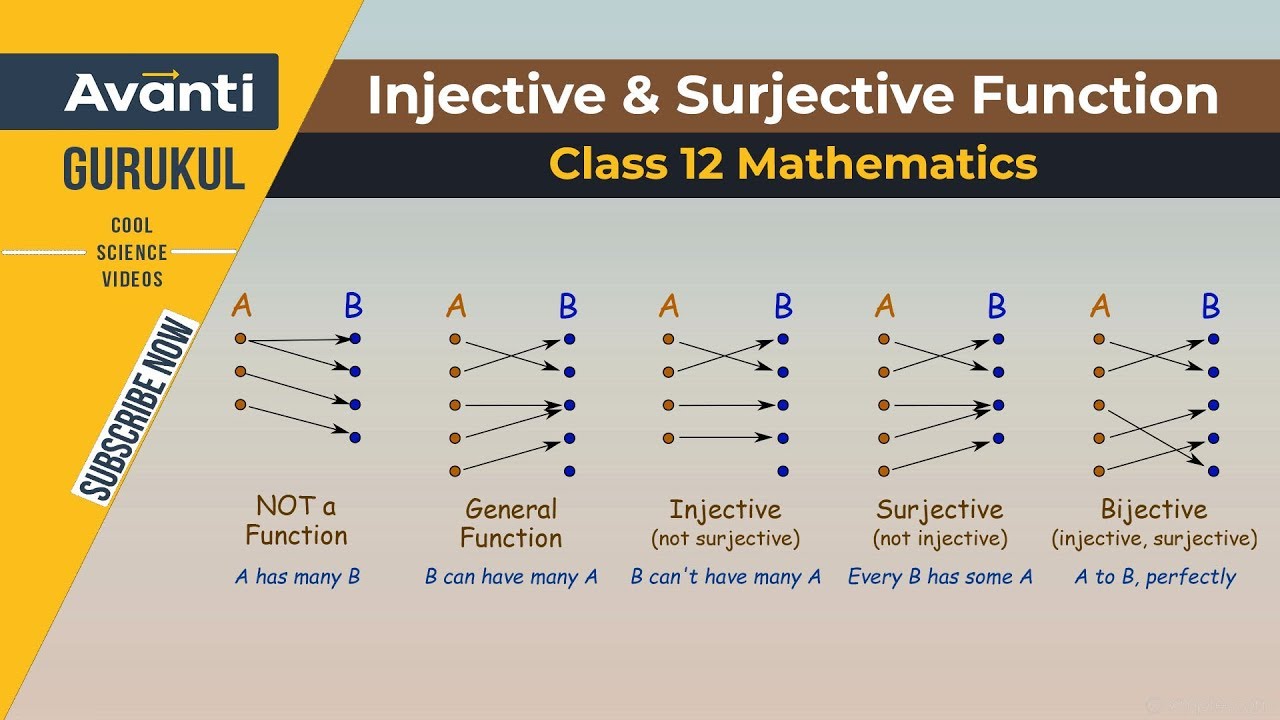 Avanti
GURUKUL
COOL
SCIENCE
VIDEOS
SUBSCRIBE NOW
Injective & Surjective Function
Class 12 Mathematics
A B A B A B A B A B
NOT a
Function
A has many B
General
Function
B can have many A
Injective
(not surjective)
B can't have many A
Surjective
(not injective)
Every B has some A
Bijective
(injective, surjective)
A to B, perfectly